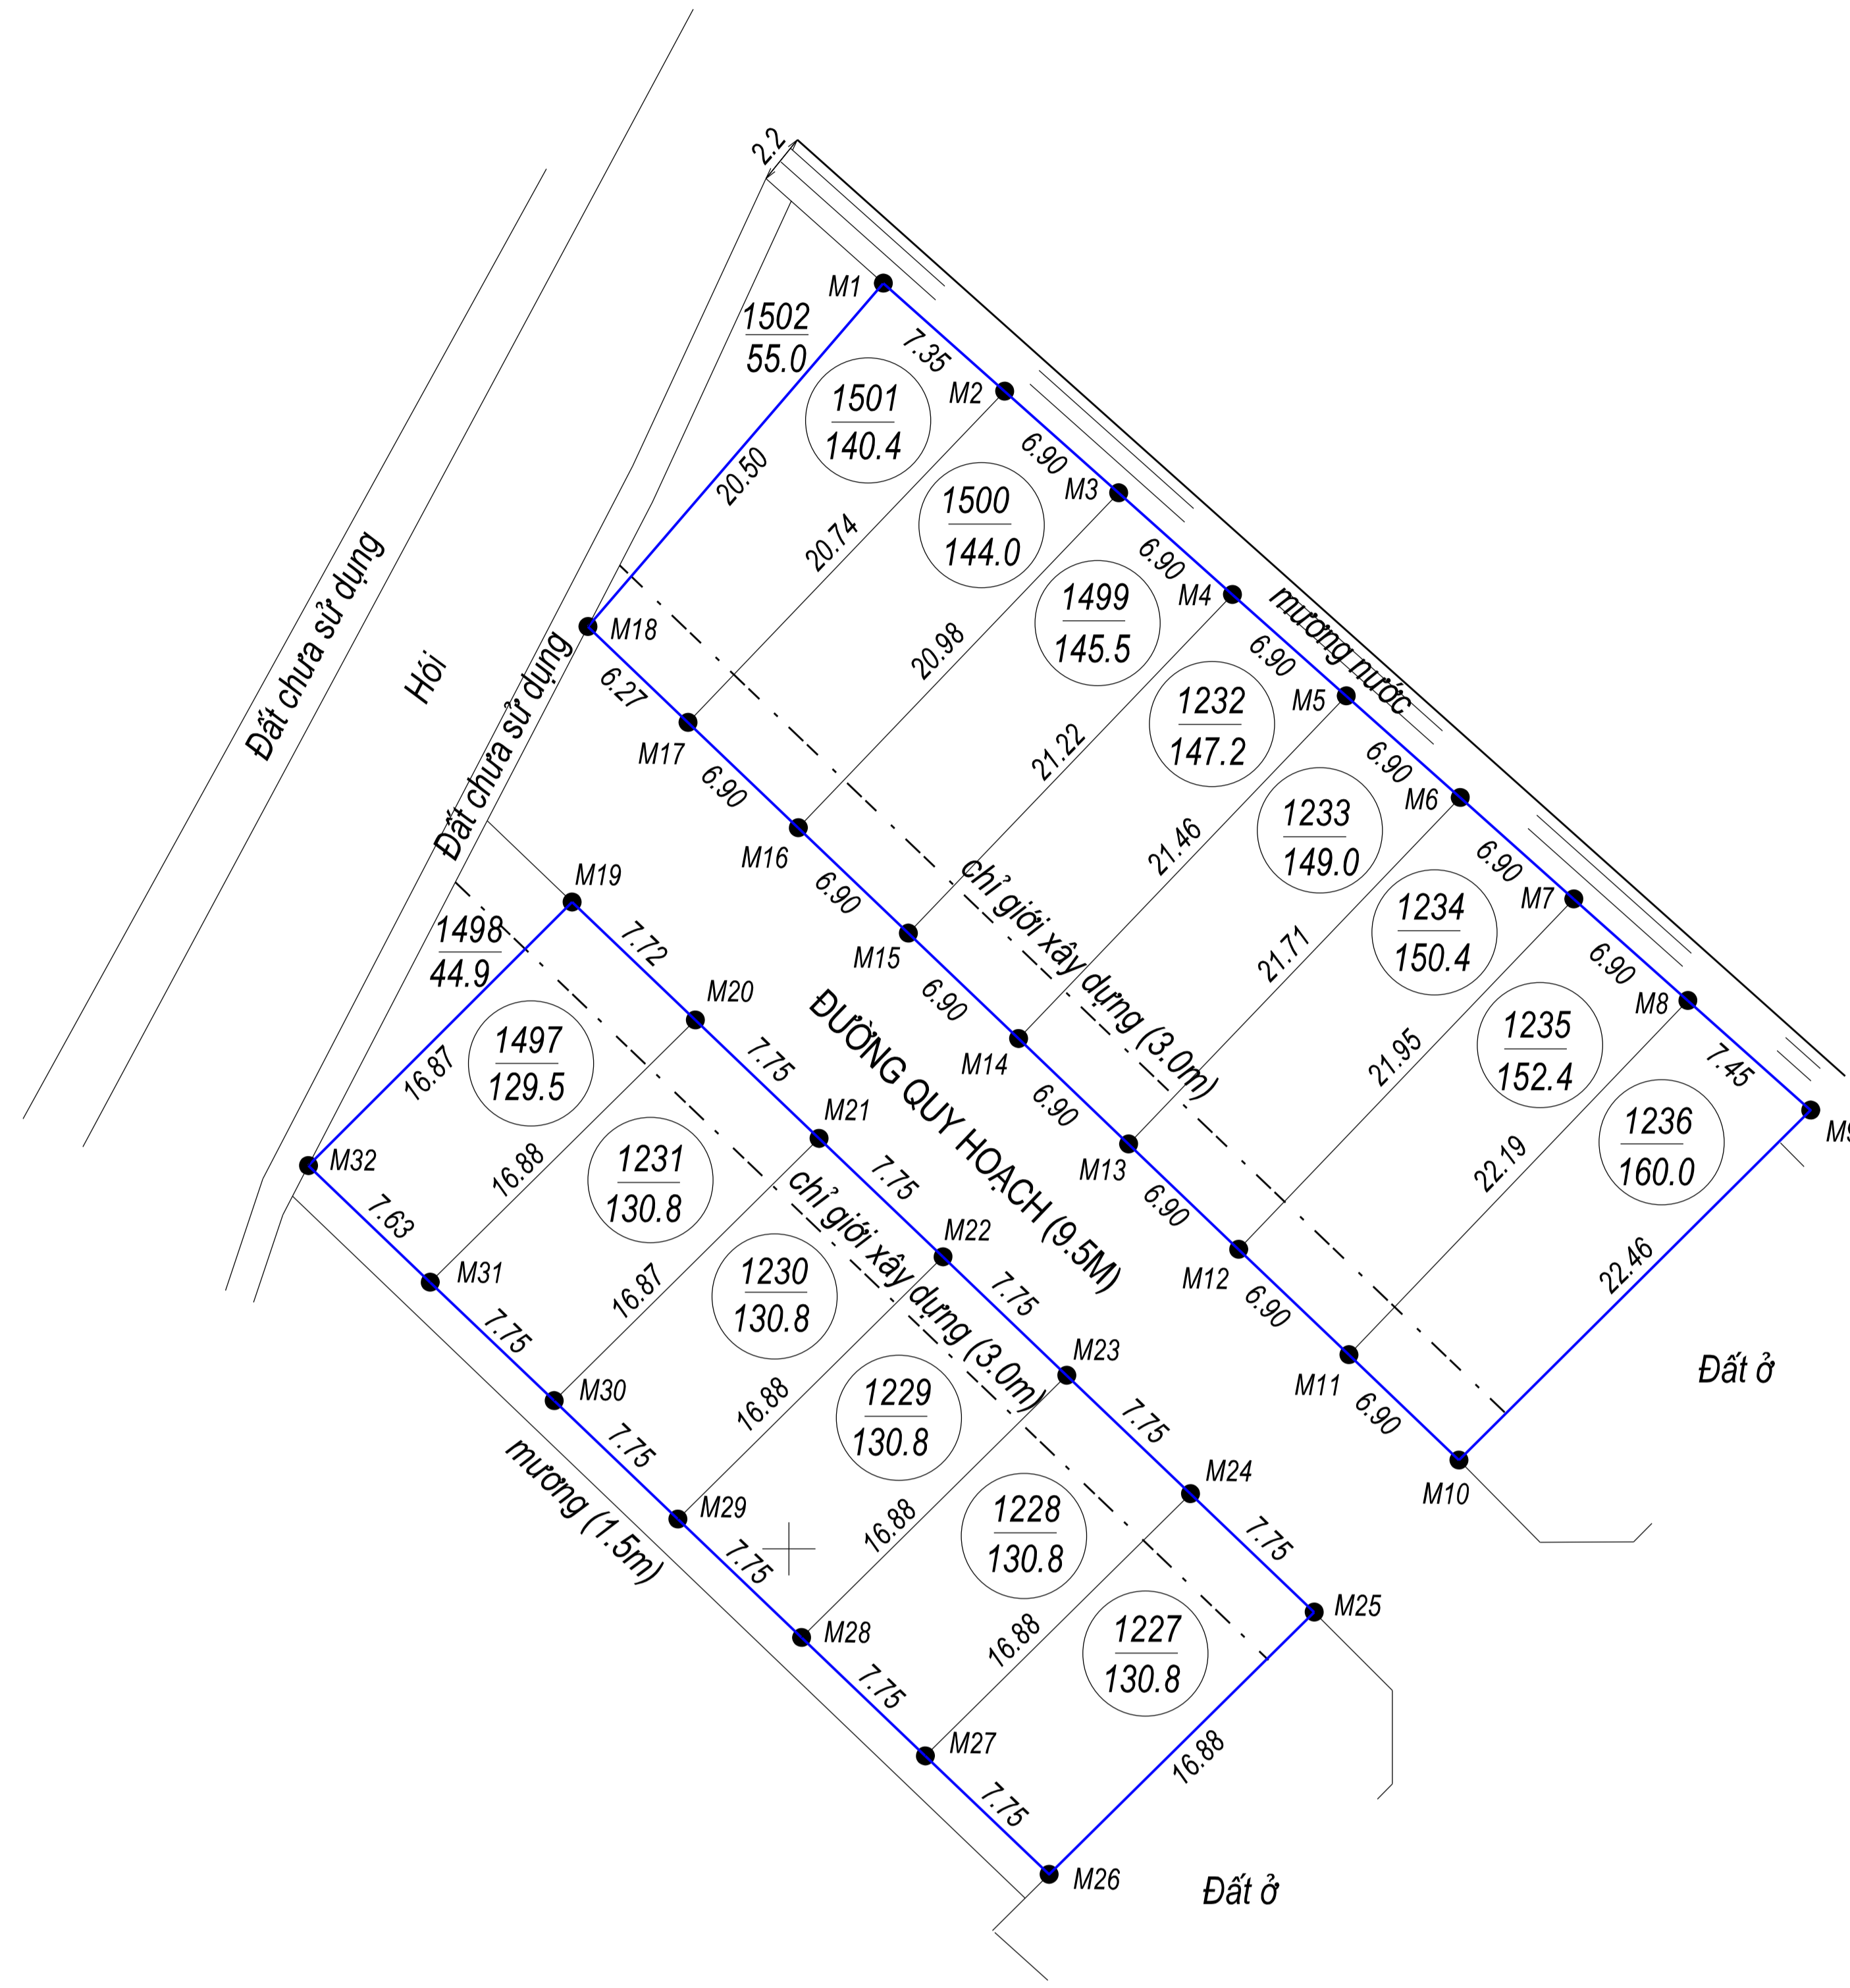 2.2
M1
1502
55.0
7.35
1501
140.4
M2
20.50
6.90
M3
1500
144.0
20.74
6.90
M4
1499
145.5
mương nước
6.90
M5
20.98
1232
147.2
21.22
6.90
M6
1233
149.0
21.46
6.90
M7
1234
150.4
21.71
6.90
M8
1235
152.4
21.95
7.45
M9
1236
160.0
22.19
22.46
Đất ở
Đất chưa sử dụng
Hói
Đất chưa sử dụng
M18
6.27
M17
6.90
M16
6.90
M15
6.90
M14
6.90
M13
6.90
M12
6.90
M11
6.90
M10
chỉ giới xây dựng (3.0m)
ĐƯỜNG QUY HOẠCH (9.5M)
chỉ giới xây dựng (3.0m)
M19
1498
44.9
7.72
M20
1497
129.5
16.87
7.75
M21
1231
130.8
16.88
7.75
M22
1230
130.8
16.87
7.75
M23
1229
130.8
16.88
7.75
M24
1228
130.8
16.88
7.75
M25
1227
130.8
16.88
16.88
M32
7.63
M31
7.75
M30
7.75
M29
7.75
M28
7.75
M27
7.75
M26
mương (1.5m)
Đất ở